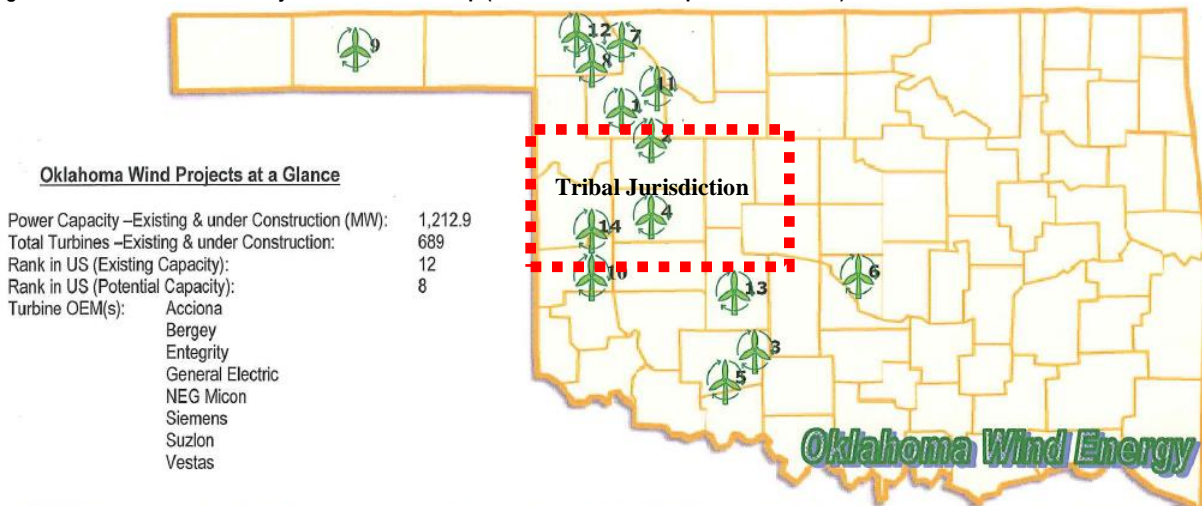 9
12
7
8
11
1
2
Oklahoma Wind Projects at a Glance
Tribal Jurisdiction
Power Capacity –Existing & under Construction (MW): 1,212.9
Total Turbines –Existing & under Construction: 689
Rank in US (Existing Capacity): 12
Rank in US (Potential Capacity): 8
Turbine OEM(s): Acciona
Bergey
Entegrity
General Electric
NEG Micon
Siemens
Suzlon
Vestas
4
14
10
6
13
3
5
Oklahoma Wind Energy